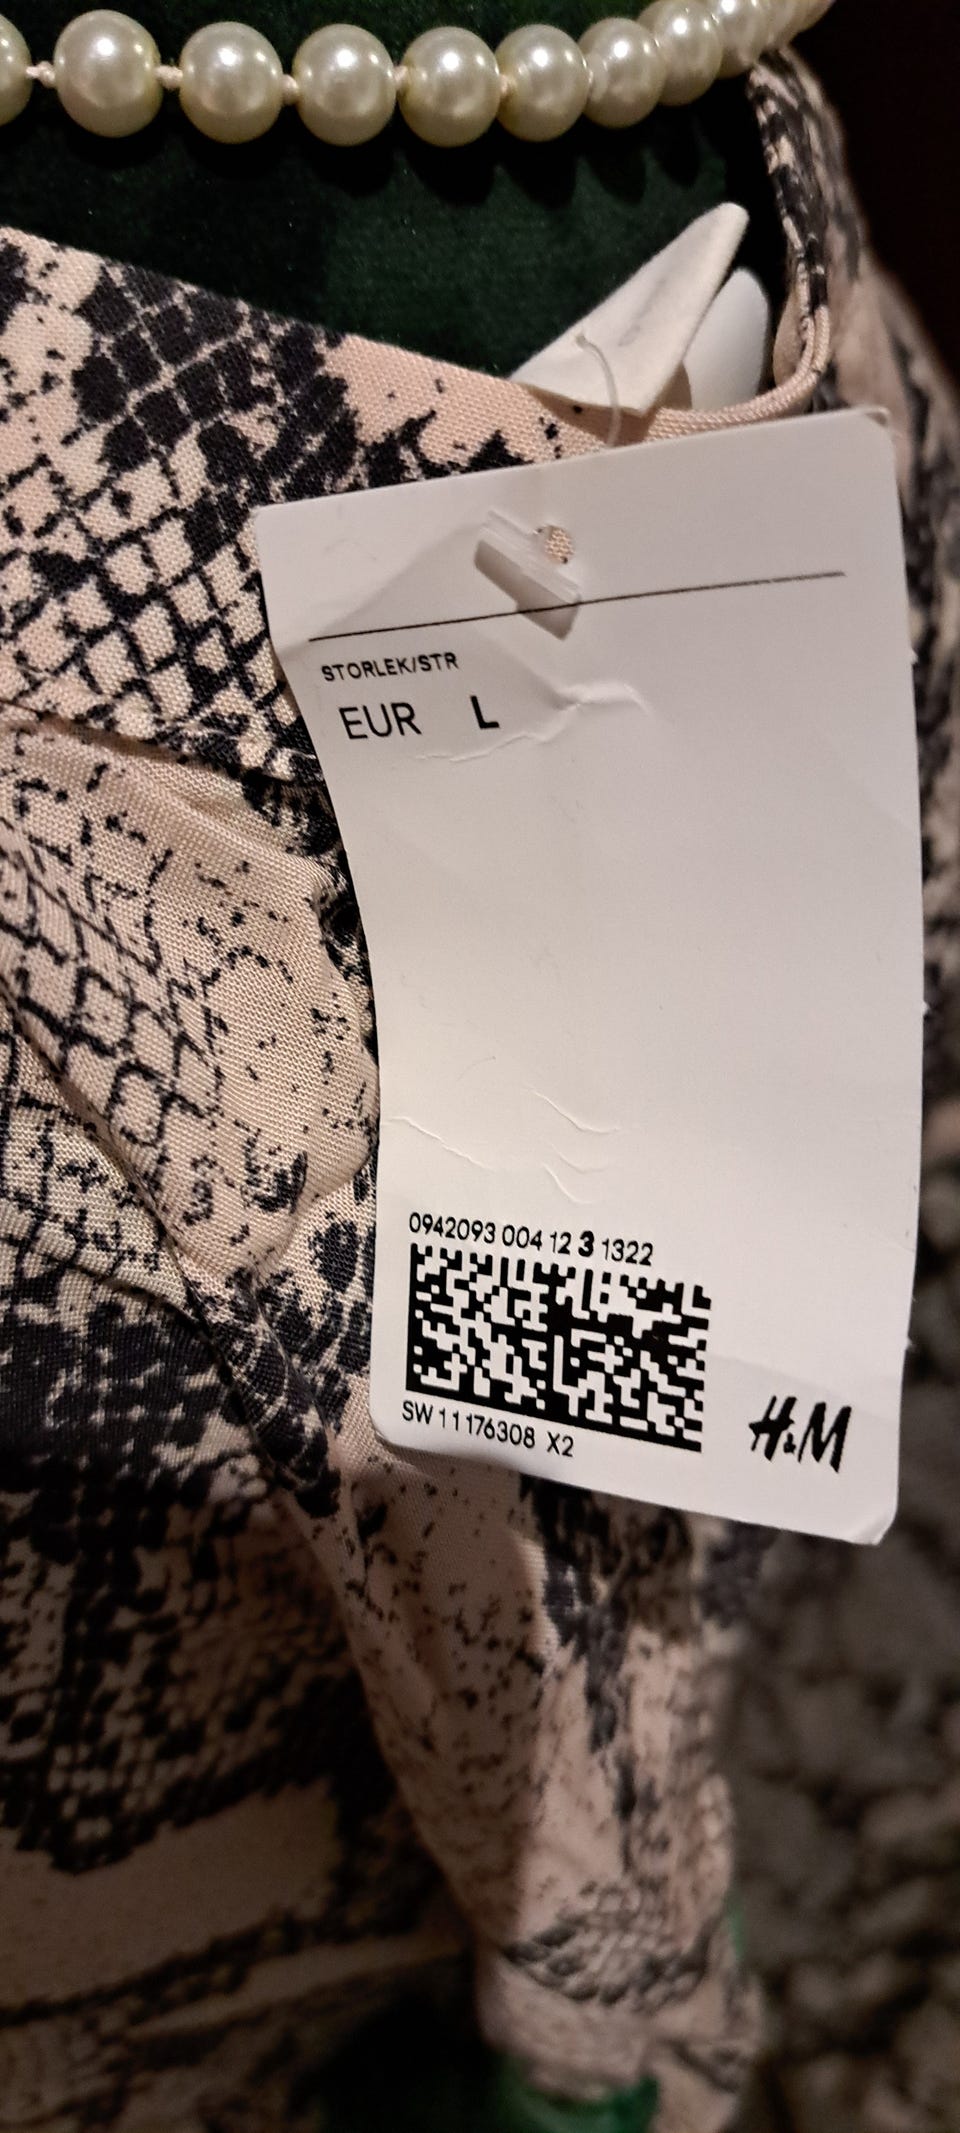 STORLEK/STR
EUR L
0942093 004 12 3 1322
SW 11176308 X2
H&M